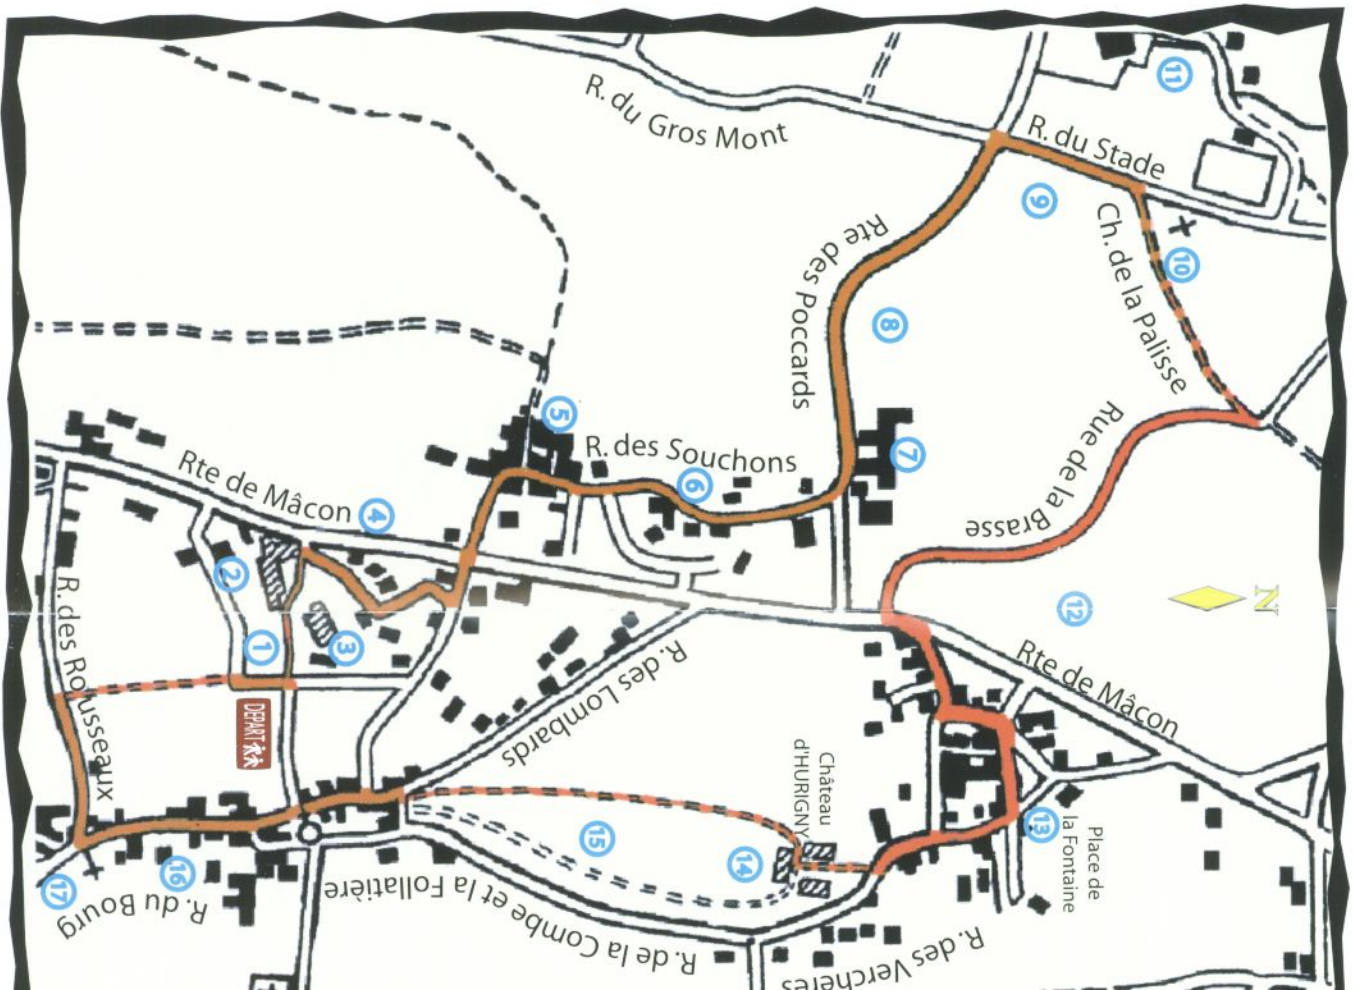 R. du Gros Mont
R. du Stade
11
9
10
Ch. de la Palisse
Rte des Poccards
8
5
R. des Souchons
7
6
Rue de la Brasse
Rte de Mâcon
4
2
3
1
12
N
R. des Rousseaux
DEPART
R. des Lombards
Rte de Mâcon
Château
d'HURIGNY
Place de
la Fontaine
13
15
14
16
17
R. du Bourg
R. de la Combe et la Follatière
R. des Verchères